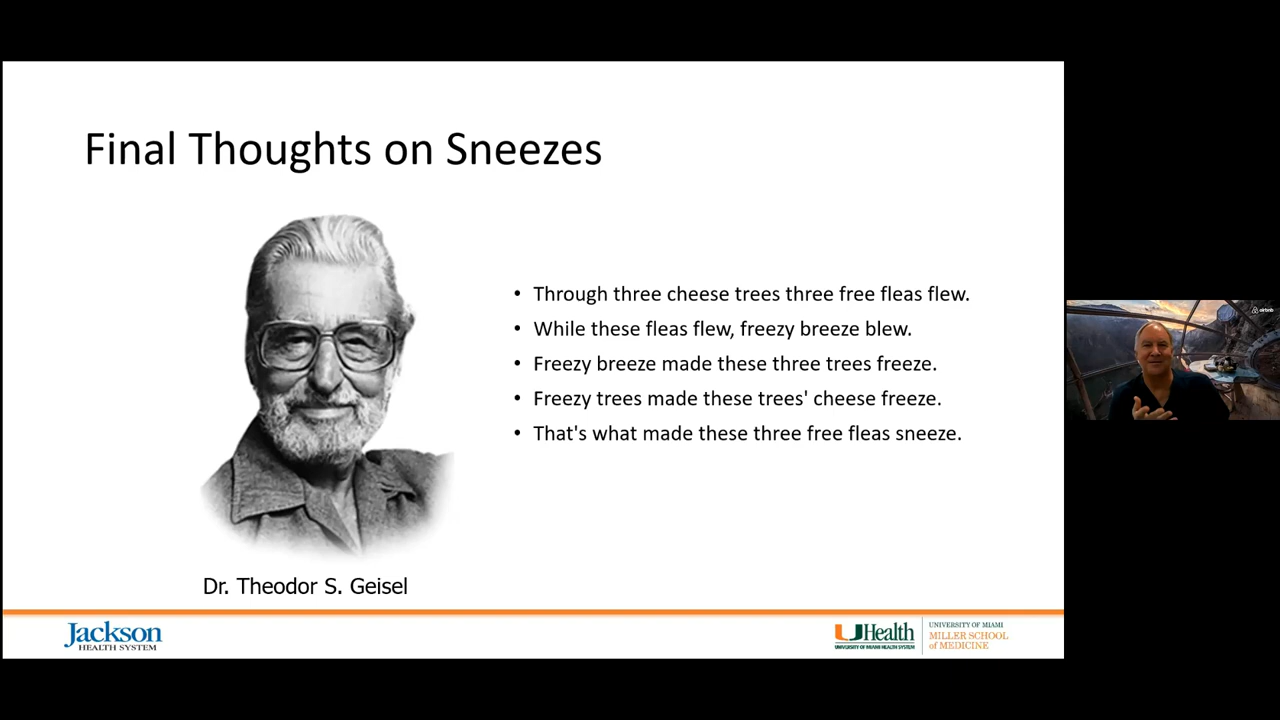 Final Thoughts on Sneezes
• Through three cheese trees three free fleas flew.
• While these fleas flew, freezy breeze blew.
• Freezy breeze made these three trees freeze.
• Freezy trees made these trees' cheese freeze.
• That's what made these three free fleas sneeze.
Dr. Theodor S. Geisel
Jackson
HEALTH SYSTEM
UHealth
UNIVERSITY OF MIAMI HEALTH SYSTEM
UNIVERSITY OF MIAMI
MILLER SCHOOL
of MEDICINE
airbnb